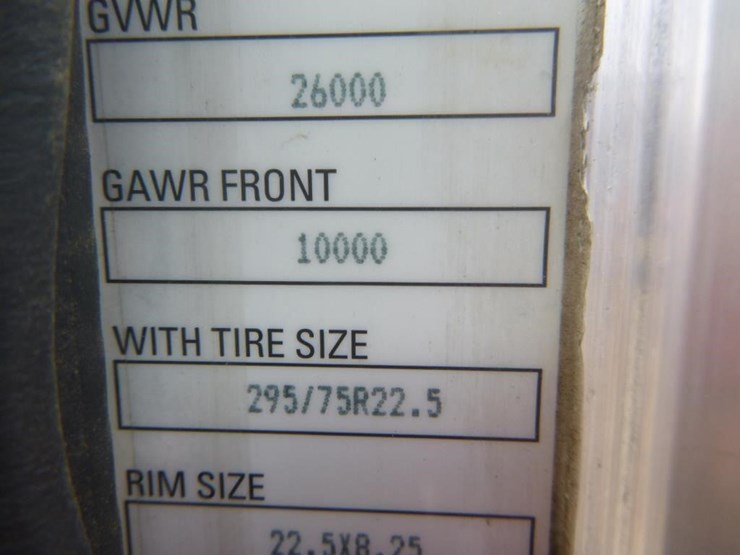 GVWR
26000
GAWR FRONT
10000
WITH TIRE SIZE
295/75R22.5
RIM SIZE
22.5X8.25